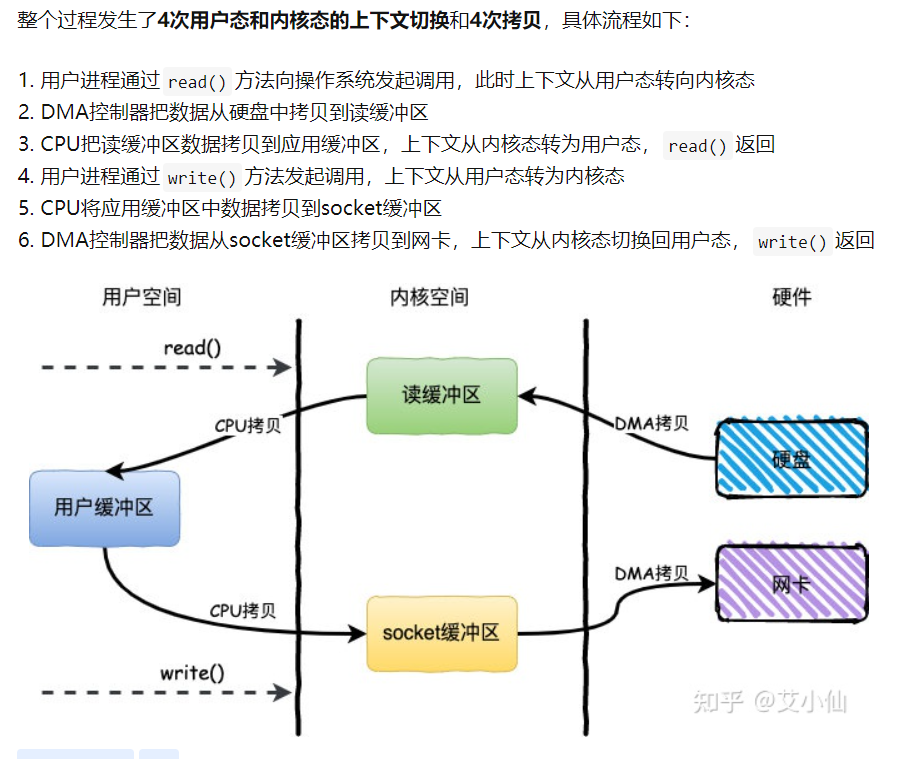 整个过程发生了4次用户态和内核态的上下文切换和4次拷贝，具体流程如下：
1. 用户进程通过 read() 方法向操作系统发起调用，此时上下文从用户态转向内核态
2. DMA控制器把数据从硬盘中拷贝到读缓冲区
3. CPU把读缓冲区数据拷贝到应用缓冲区，上下文从内核态转为用户态， read() 返回
4. 用户进程通过 write() 方法发起调用，上下文从用户态转为内核态
5. CPU将应用缓冲区中数据拷贝到socket缓冲区
6. DMA控制器把数据从socket缓冲区拷贝到网卡，上下文从内核态切换回用户态， write() 返回
用户空间
内核空间
硬件
read()
读缓冲区
CPU拷贝
DMA拷贝
硬盘
用户缓冲区
DMA拷贝
网卡
CPU拷贝
socket缓冲区
write()
知乎 @艾小仙